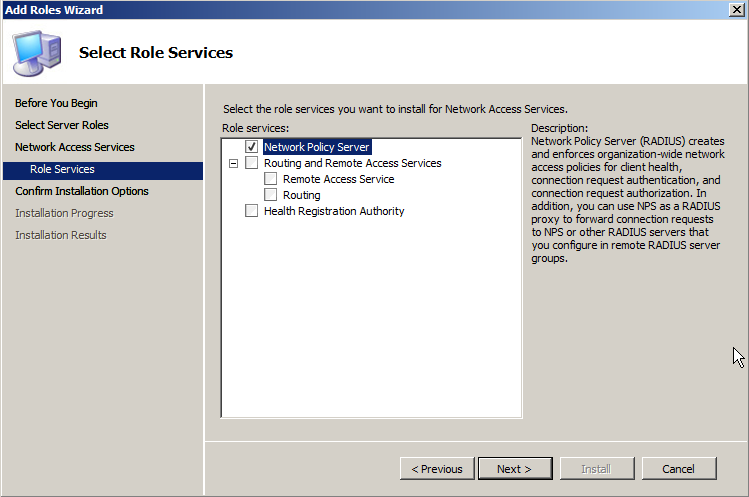 Add Roles Wizard
Select Role Services
Before You Begin
Select Server Roles
Network Access Services
Role Services
Confirm Installation Options
Installation Progress
Installation Results
Select the role services you want to install for Network Access Services.
Role services:
Network Policy Server
Routing and Remote Access Services
Remote Access Service
Routing
Health Registration Authority
Description:
Network Policy Server (RADIUS) creates
and enforces organization-wide network
access policies for client health,
connection request authentication, and
connection request authorization. In
addition, you can use NPS as a RADIUS
proxy to forward connection requests
to NPS or other RADIUS servers that
you configure in remote RADIUS server
groups.
< Previous
Next >
Install
Cancel